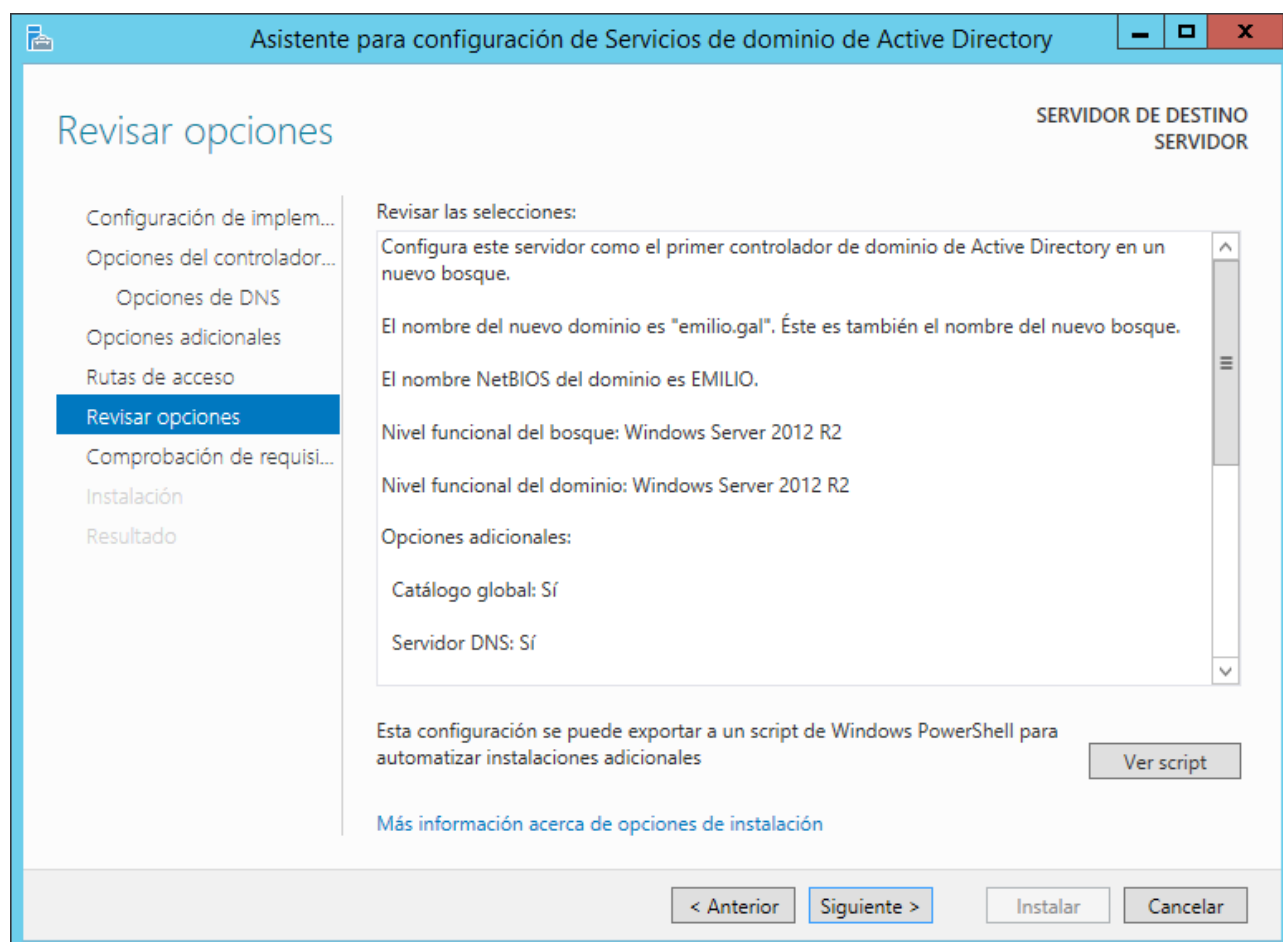 Asistente para configuración de Servicios de dominio de Active Directory
Revisar opciones
SERVIDOR DE DESTINO
SERVIDOR
Configuración de implem...
Opciones del controlador...
Opciones de DNS
Opciones adicionales
Rutas de acceso
Revisar opciones
Comprobación de requisi...
Instalación
Resultado
Revisar las selecciones:
Configura este servidor como el primer controlador de dominio de Active Directory en un
nuevo bosque.
El nombre del nuevo dominio es "emilio.gal". Éste es también el nombre del nuevo bosque.
El nombre NetBIOS del dominio es EMILIO.
Nivel funcional del bosque: Windows Server 2012 R2
Nivel funcional del dominio: Windows Server 2012 R2
Opciones adicionales:
Catálogo global: Sí
Servidor DNS: Sí
Esta configuración se puede exportar a un script de Windows PowerShell para
automatizar instalaciones adicionales
Ver script
Más información acerca de opciones de instalación
< Anterior
Siguiente >
Instalar
Cancelar